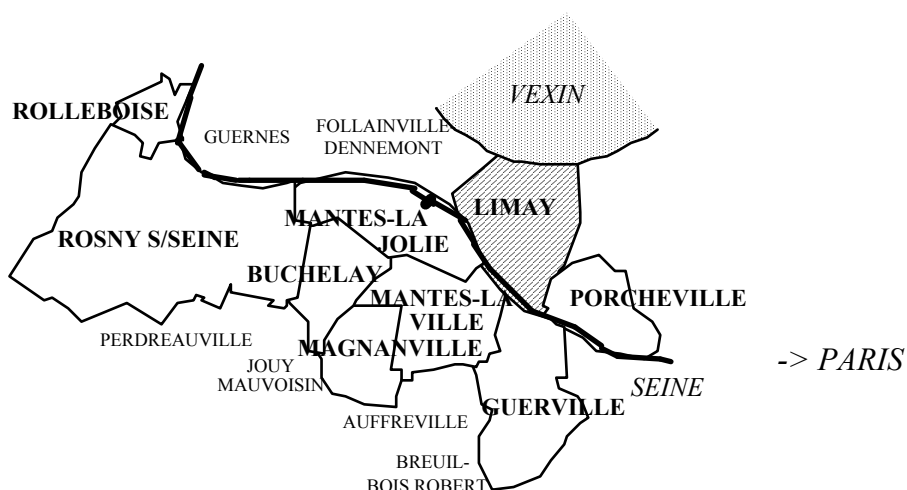 VEXIN
ROLLEBOISE
GUERNES
FOLLAINVILLE
DENNEMONT
LIMAY
MANTES-LA
JOLIE
ROSNY S/SEINE
BUCHELAY
MANTES-LA
VILLE
PORCHEVILLE
PERDREAUVILLE
MAGNANVILLE
JOUY
MAUVOISIN
-> PARIS
SEINE
GUERVILLE
AUFFREVILLE
BREUIL-
BOIS ROBERT